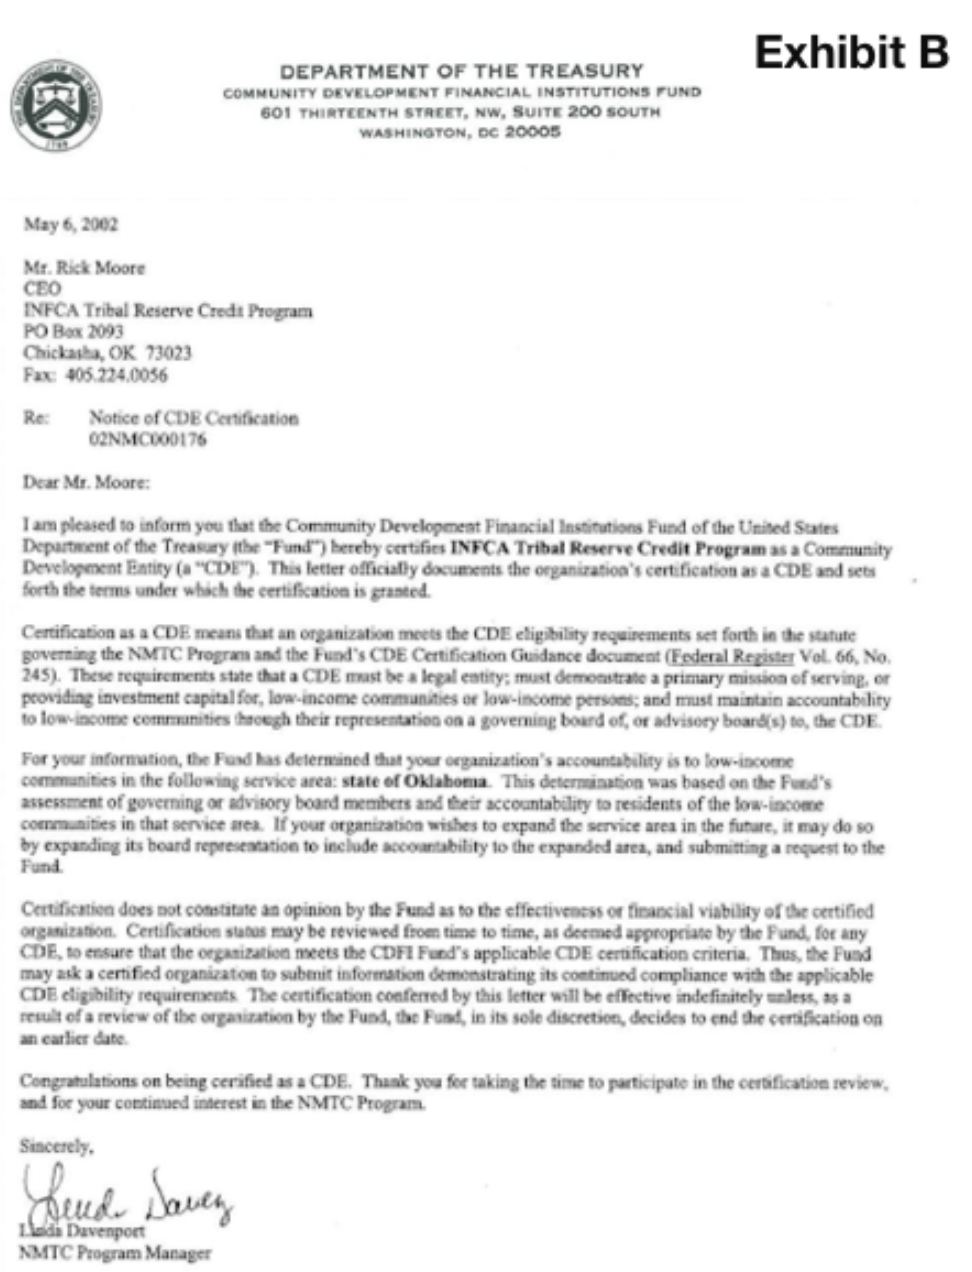 Exhibit B
THE DEPARTMENT OF THE TREASURY
1789
DEPARTMENT OF THE TREASURY
COMMUNITY DEVELOPMENT FINANCIAL INSTITUTIONS FUND
601 THIRTEENTH STREET, NW, SUITE 200 SOUTH
WASHINGTON, DC 20005
May 6, 2002
Mr. Rick Moore
CEO
INFCA Tribal Reserve Credit Program
PO Box 2093
Chickasha, OK 73023
Fax: 405.224.0056
Re: Notice of CDE Certification
02NMC000176
Dear Mr. Moore:
I am pleased to inform you that the Community Development Financial Institutions Fund of the United States
Department of the Treasury (the "Fund") hereby certifies INFCA Tribal Reserve Credit Program as a Community
Development Entity (a "CDE"). This letter officially documents the organization's certification as a CDE and sets
forth the terms under which the certification is granted.
Certification as a CDE means that an organization meets the CDE eligibility requirements set forth in the statute
governing the NMTC Program and the Fund's CDE Certification Guidance document (Federal Register Vol. 66, No.
245). These requirements state that a CDE must be a legal entity; must demonstrate a primary mission of serving, or
providing investment capital for, low-income communities or low-income persons; and must maintain accountability
to low-income communities through their representation on a governing board of, or advisory board(s) to, the CDE.
For your information, the Fund has determined that your organization's accountability is to low-income
communities in the following service area: state of Oklahoma. This determination was based on the Fund's
assessment of governing or advisory board members and their accountability to residents of the low-income
communities in that service area. If your organization wishes to expand the service area in the future, it may do so
by expanding its board representation to include accountability to the expanded area, and submitting a request to the
Fund.
Certification does not constitute an opinion by the Fund as to the effectiveness or financial viability of the certified
organization. Certification status may be reviewed from time to time, as deemed appropriate by the Fund, for any
CDE, to ensure that the organization meets the CDFI Fund's applicable CDE certification criteria. Thus, the Fund
may ask a certified organization to submit information demonstrating its continued compliance with the applicable
CDE eligibility requirements. The certification conferred by this letter will be effective indefinitely unless, as a
result of a review of the organization by the Fund, the Fund, in its sole discretion, decides to end the certification on
an earlier date.
Congratulations on being cerified as a CDE. Thank you for taking the time to participate in the certification review,
and for your continued interest in the NMTC Program.
Sincerely,
Linda Davenport
NMTC Program Manager